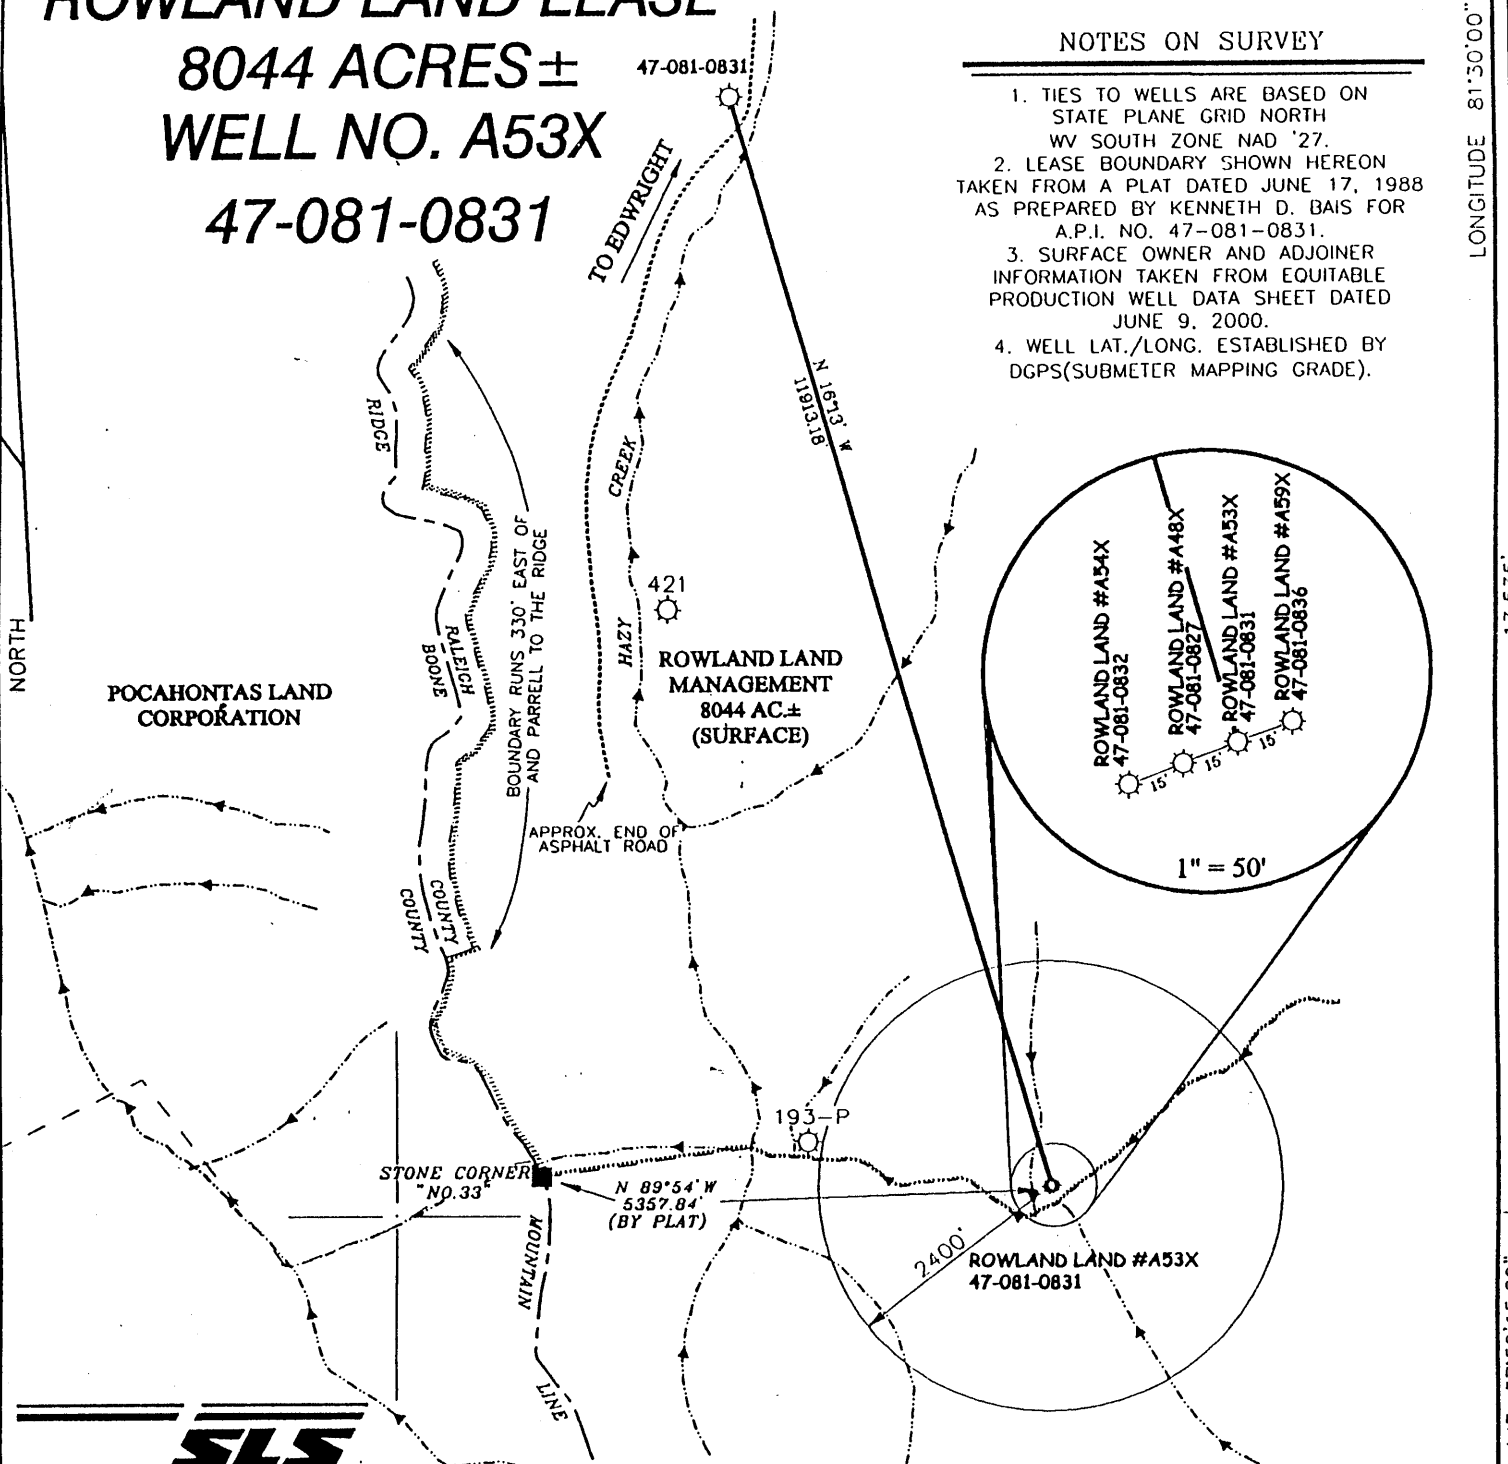 ROWLAND LAND LEASE
8044 ACRES ±
WELL NO. A53X
47-081-0831
47-081-0831
NOTES ON SURVEY
1. TIES TO WELLS ARE BASED ON
STATE PLANE GRID NORTH
WV SOUTH ZONE NAD '27.
2. LEASE BOUNDARY SHOWN HEREON
TAKEN FROM A PLAT DATED JUNE 17, 1988
AS PREPARED BY KENNETH D. BAIS FOR
A.P.I. NO. 47-081-0831.
3. SURFACE OWNER AND ADJOINER
INFORMATION TAKEN FROM EQUITABLE
PRODUCTION WELL DATA SHEET DATED
JUNE 9, 2000.
4. WELL LAT./LONG. ESTABLISHED BY
DGPS(SUBMETER MAPPING GRADE).
LONGITUDE 81°30'00"
TO EDWRIGHT
N 16°13' W
11913.18'
RIDGE
HAZY CREEK
421
NORTH
POCAHONTAS LAND
CORPORATION
RALEIGH
BOONE
BOUNDARY RUNS 330' EAST OF
AND PARRELL TO THE RIDGE
ROWLAND LAND
MANAGEMENT
8044 AC.±
(SURFACE)
APPROX. END OF
ASPHALT ROAD
COUNTY
COUNTY
ROWLAND LAND #A54X
47-081-0832
ROWLAND LAND #A48X
47-081-0827
ROWLAND LAND #A53X
47-081-0831
ROWLAND LAND #A59X
47-081-0836
15'
15'
15'
1" = 50'
193-P
STONE CORNER
"NO.33"
N 89°54' W
5357.84'
(BY PLAT)
MOUNTAIN
LINE
2400'
ROWLAND LAND #A53X
47-081-0831
SLS